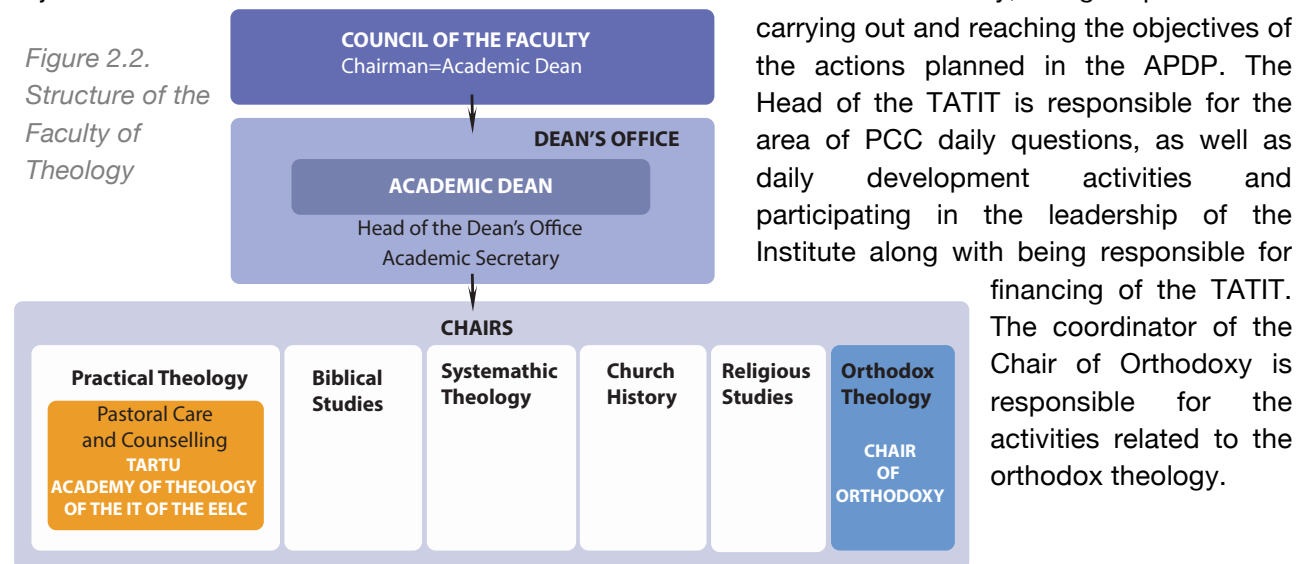 Figure 2.2.
Structure of the
Faculty of
Theology
COUNCIL OF THE FACULTY
Chairman=Academic Dean
DEAN’S OFFICE
ACADEMIC DEAN
Head of the Dean’s Office
Academic Secretary
CHAIRS
Practical Theology
Pastoral Care
and Counselling
TARTU
ACADEMY OF THEOLOGY
OF THE IT OF THE EELC
Biblical
Studies
Systemathic
Theology
Church
History
Religious
Studies
Orthodox
Theology
CHAIR
OF
ORTHODOXY
carrying out and reaching the objectives of
the actions planned in the APDP. The
Head of the TATIT is responsible for the
area of PCC daily questions, as well as
daily development activities and
participating in the leadership of the
Institute along with being responsible for
financing of the TATIT.
The coordinator of the
Chair of Orthodoxy is
responsible for the
activities related to the
orthodox theology.